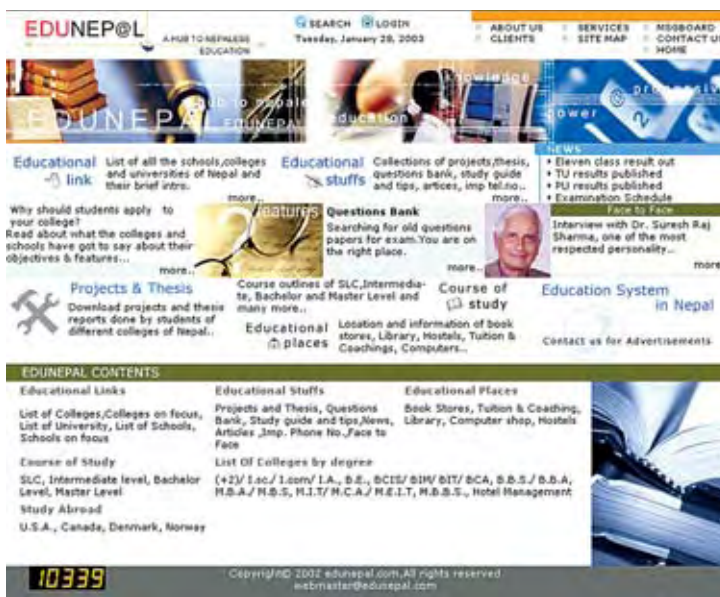 EDUNEP@L
A HUB TO NEPALESE
EDUCATION
SEARCH LOGIN
Tuesday, January 28, 2003
ABOUT US
CLIENTS
SERVICES
SITE MAP
MSGBOARD
CONTACT US
HOME
EDUNEPAL
hub to nepale
EDUNEPAL
education
knowledge
power
progressiv
Educational
link
List of alll the schools,colleges
and universities of Nepal and
their brief intro.
more..
Educational
stuffs
Collections of projects,thesis,
questions bank, study guide
and tips, artices, imp tel.no..
more..
NEWS
Eleven class result out
TU results published
PU results published
Examination Schedule
Why should students apply to
your college?
Read about what the colleges and
schools have got to say about their
objectives & features...
more..
features
Questions Bank
Searching for old questions
papers for exam.You are on
the right place.
more..
Face to Face
Interview with Dr. Suresh Raj
Sharma, one of the most
respected personality...
more
Projects & Thesis
Download projects and thesis
reports done by students of
different colleges of Nepal..
Course outlines of SLC,Intermedia-
te, Bachelor and Master Level and
many more..
Course of
study
Educational
places
Location and information of book
stores, Library, Hostels, Tuition &
Coachings, Computers...
Education System
in Nepal
Contact us for Advertisements
EDUNEPAL CONTENTS
Educational Links
List of Colleges,Colleges on focus,
List of University, List of Schools,
Schools on focus
Educational Stuffs
Projects and Thesis, Questions
Bank, Study guide and tips,News,
Articles ,Imp. Phone No.,Face to
Face
Educational Places
Book Stores, Tuition & Coaching,
Library, Computer shop, Hostels
Course of Study
SLC, Intermediate level, Bachelor
Level, Master Level
List Of Colleges by degree
(+2)/ I.sc./ I.com/ I.A., B.E., BCIS/ BIM/ BIT/ BCA, B.B.S./ B.B.A,
M.B.A./ M.B.S, M.I.T/ M.C.A./ M.E.I.T, M.B.B.S., Hotel Management
Study Abroad
U.S.A., Canada, Denmark, Norway
10339
Copyright© 2002 edunepal.com,All rights reserved
webmaster@edunepal.com